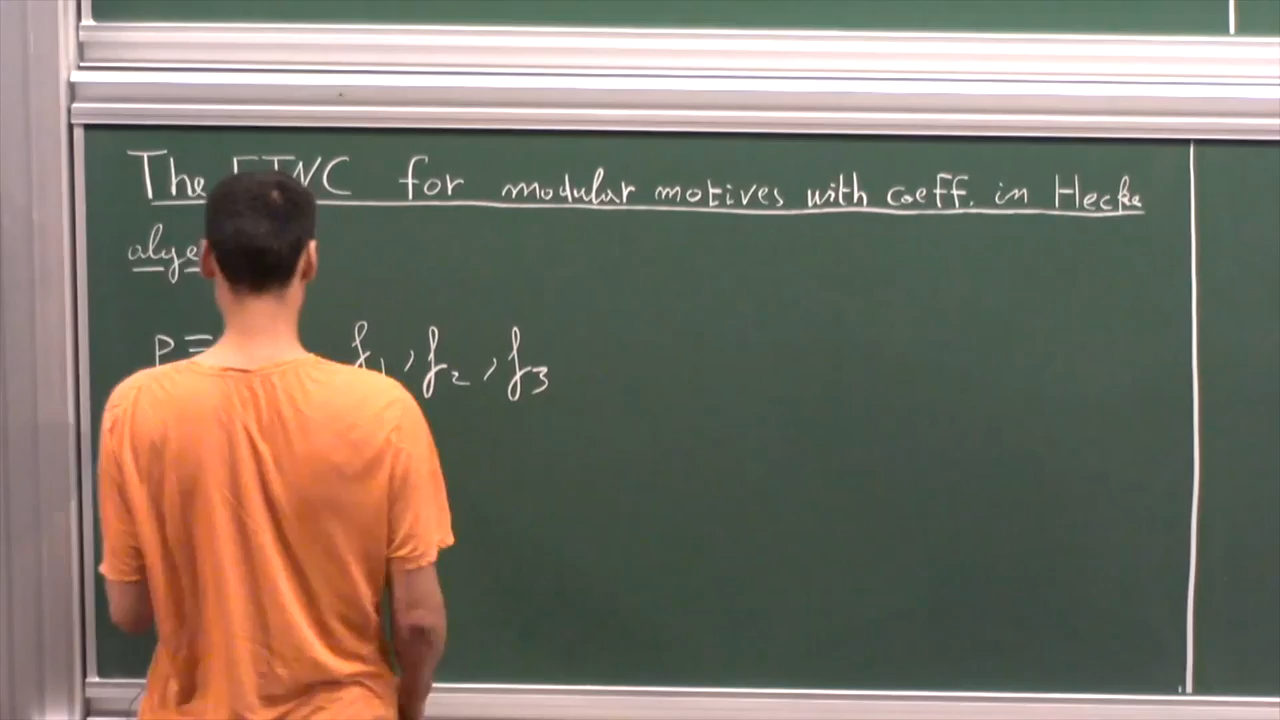 The ETNC for modular motives with coeff. in Hecke
alge
p ≡ f₁, f₂, f₃